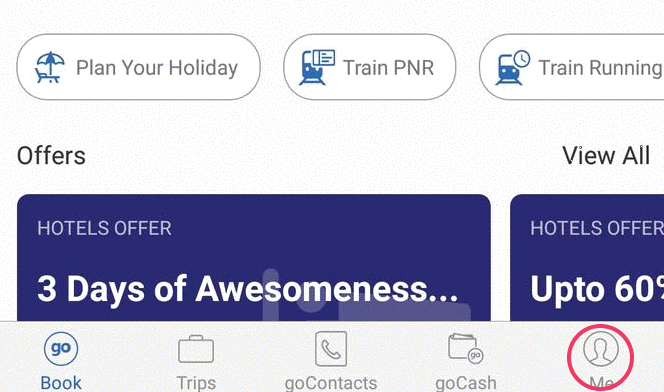 Plan Your Holiday
Train PNR
Train Running
Offers
View All
HOTELS OFFER
HOTELS OFFER
3 Days of Awesomeness...
Upto 60%
go
go
Book
Trips
goContacts
goCash
Me